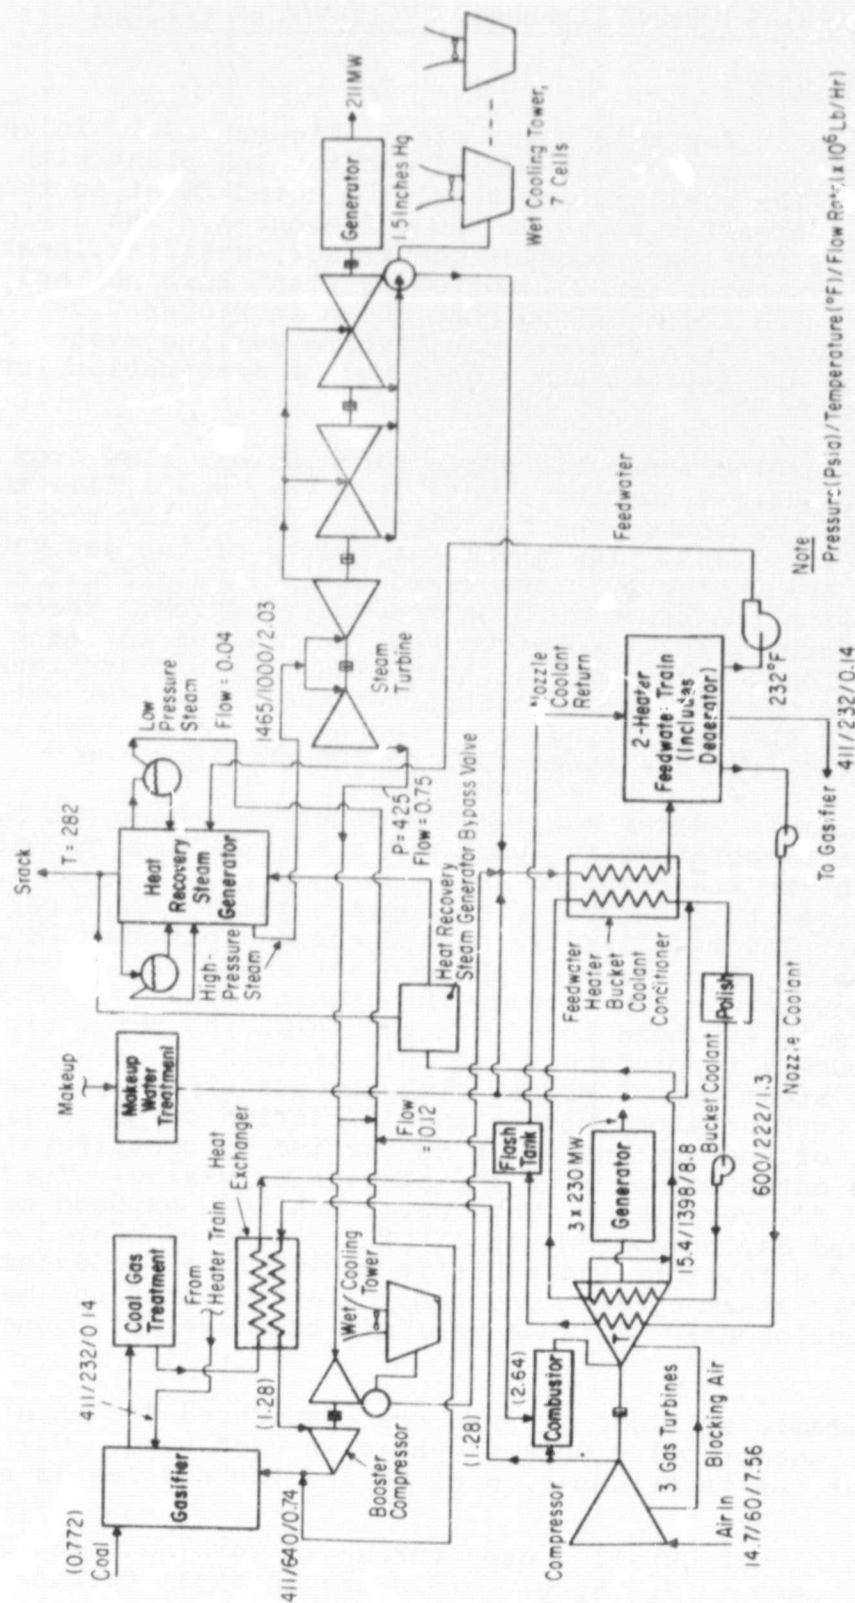 (0.772)
Coal
Gasifier
411/232/0.14
Coal Gas
Treatment
From
Heater Train
Heat
Exchanger
(1.28)
411/640/0.74
Booster
Compressor
Wet Cooling
Tower
Makeup
Makeup
Water
Treatment
Stack
T = 282
Heat
Recovery
Steam
Generator
High-
Pressure
Steam
Low
Pressure
Steam
Flow = 0.04
1465/1000/2.03
Steam
Turbine
P = 425
Flow = 0.75
Heat Recovery
Steam Generator Bypass Valve
Flow
= 0.12
Generator
211 MW
1.5 Inches Hg
Wet Cooling Tower,
7 Cells
Feedwater
Flash
Tank
Nozzle
Coolant
Return
2-Heater
Feedwater Train
(Includes
Deaerator)
232°F
To Gasifier
411/232/0.14
Feedwater
Heater
Bucket
Coolant
Conditioner
Polish
Bucket Coolant
Nozzle Coolant
600/222/1.3
3 x 230 MW
Generator
15.4/1398/8.8
T
(1.28)
(2.64)
Combustor
Compressor
3 Gas Turbines
Blocking Air
Air In
14.7/60/7.56
Note
Pressure(Psia)/Temperature(°F)/Flow Rate(x10⁶Lb/Hr)